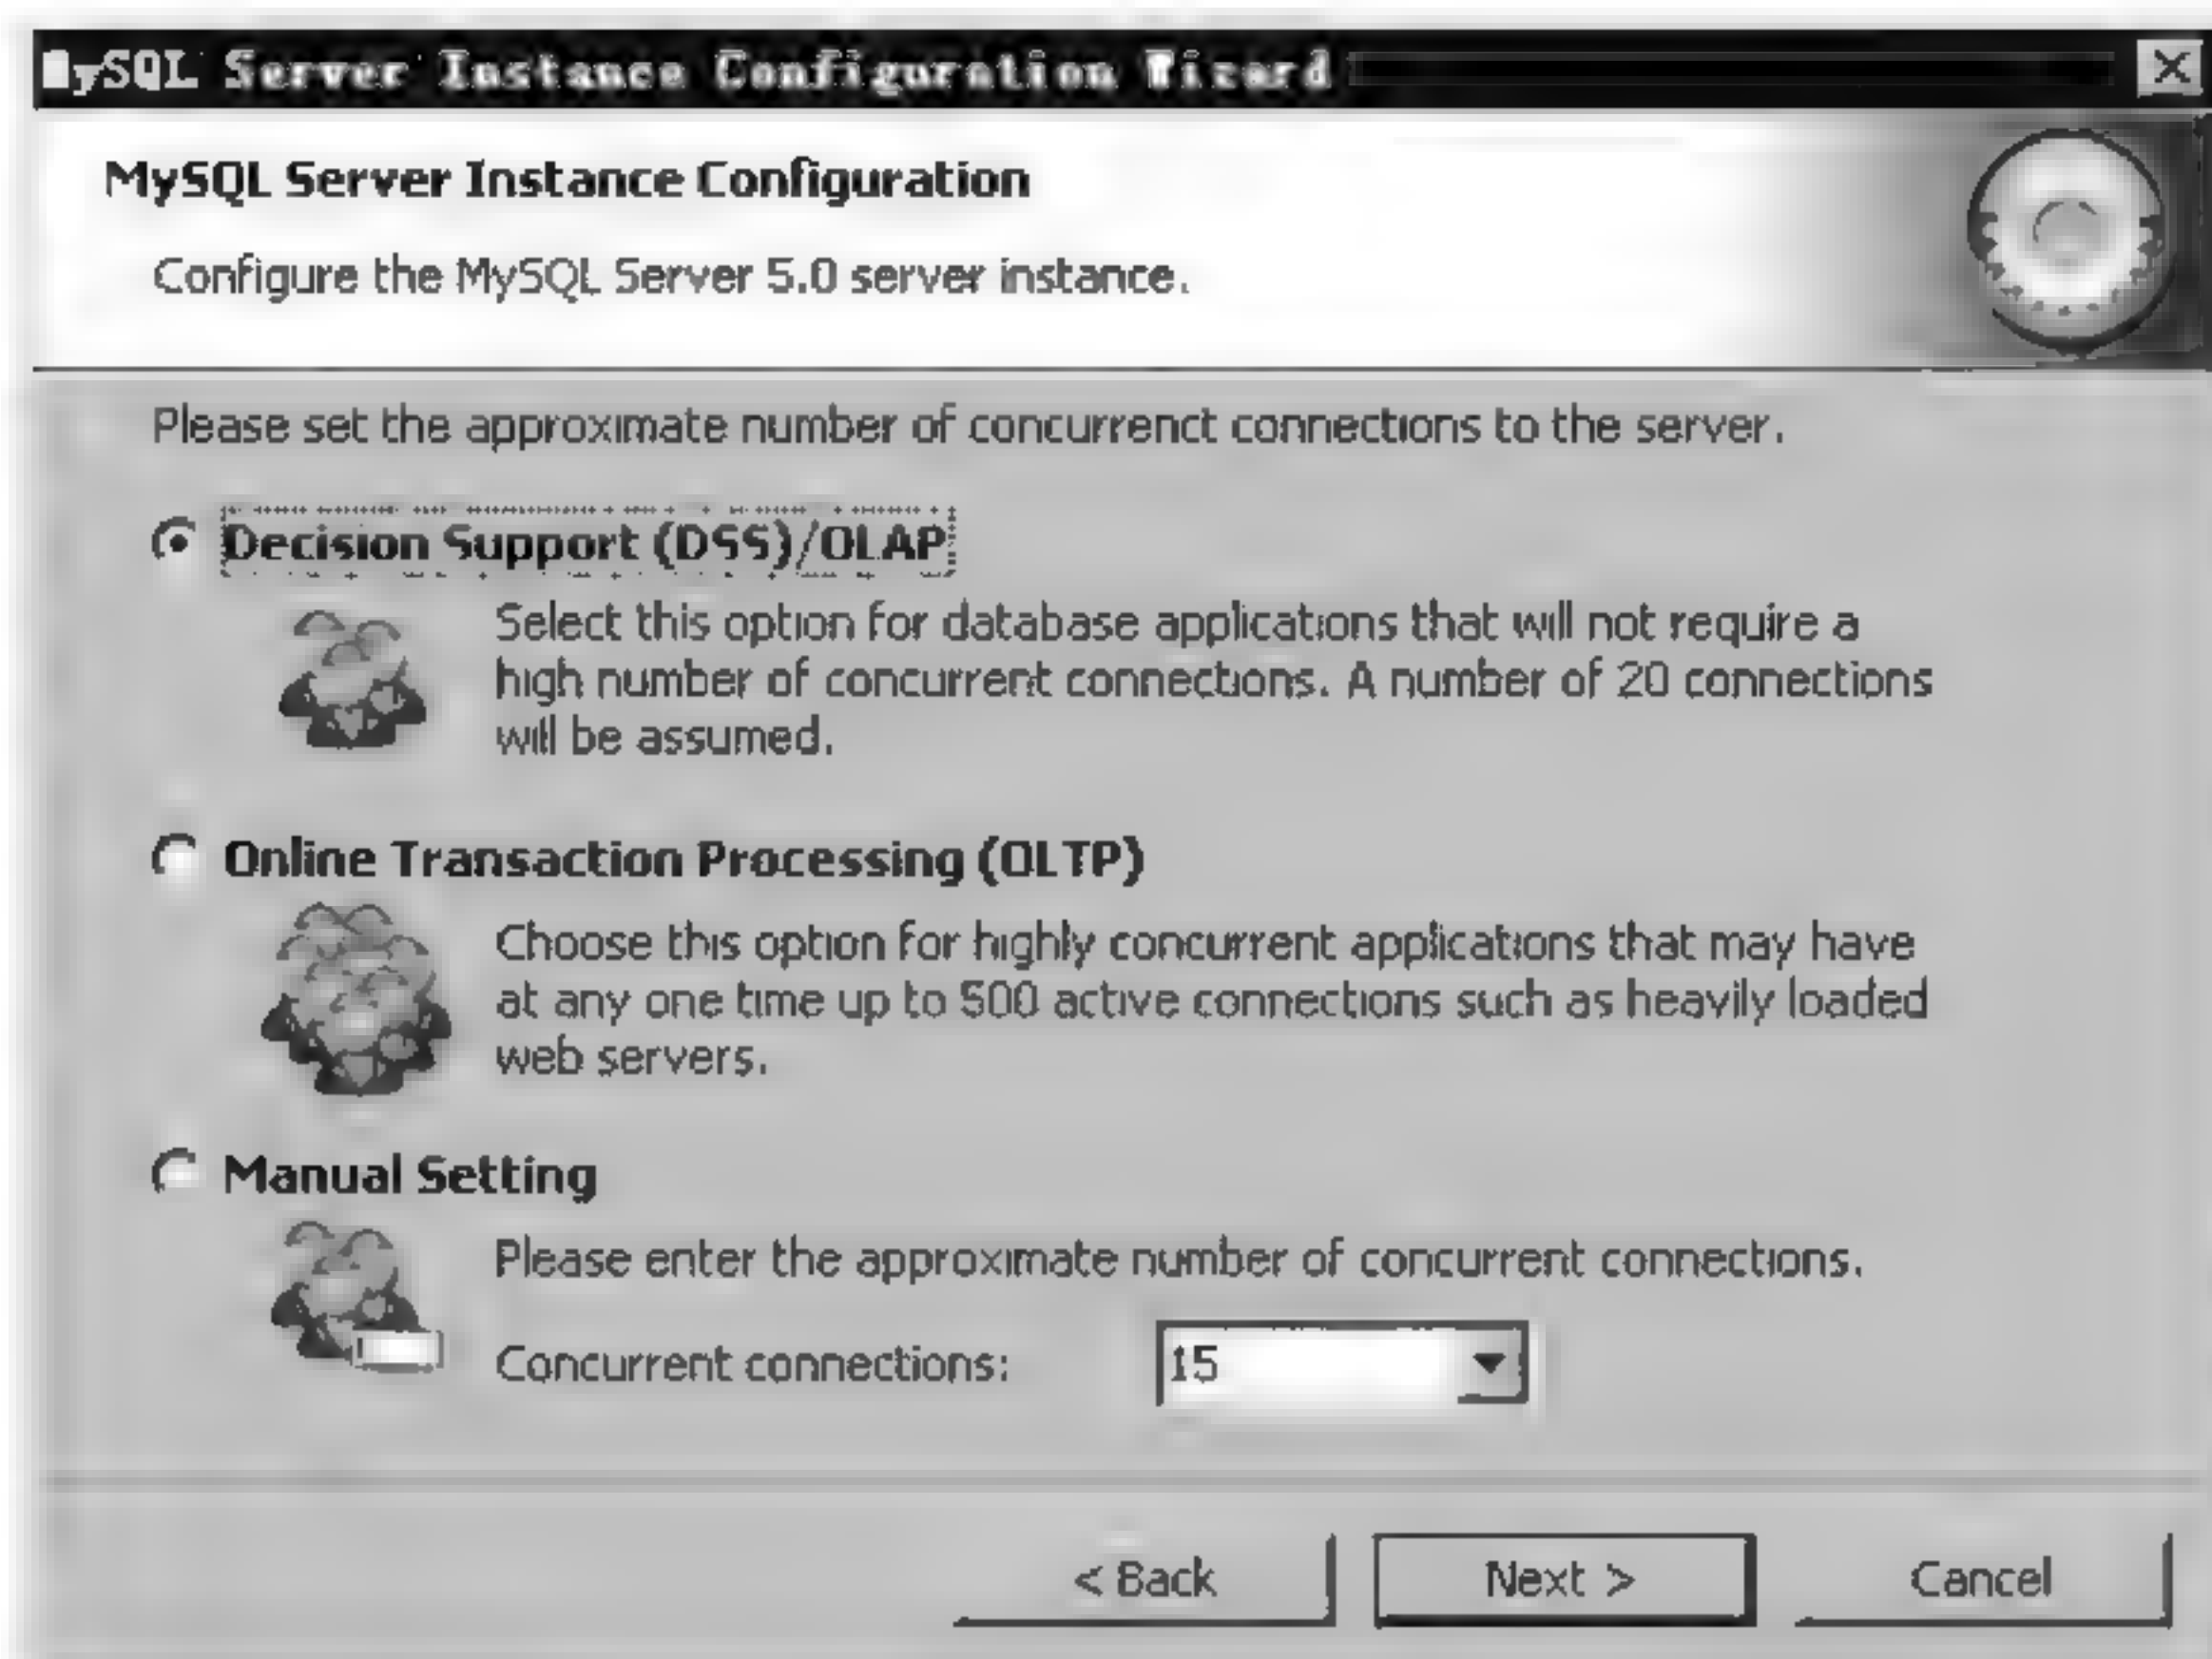 MySQL Server Instance Configuration Wizard
MySQL Server Instance Configuration
Configure the MySQL Server 5.0 server instance.
Please set the approximate number of concurrenct connections to the server.
Decision Support (DSS)/OLAP
Select this option for database applications that will not require a
high number of concurrent connections. A number of 20 connections
will be assumed.
Online Transaction Processing (OLTP)
Choose this option for highly concurrent applications that may have
at any one time up to 500 active connections such as heavily loaded
web servers.
Manual Setting
Please enter the approximate number of concurrent connections.
Concurrent connections: 15
< Back Next > Cancel